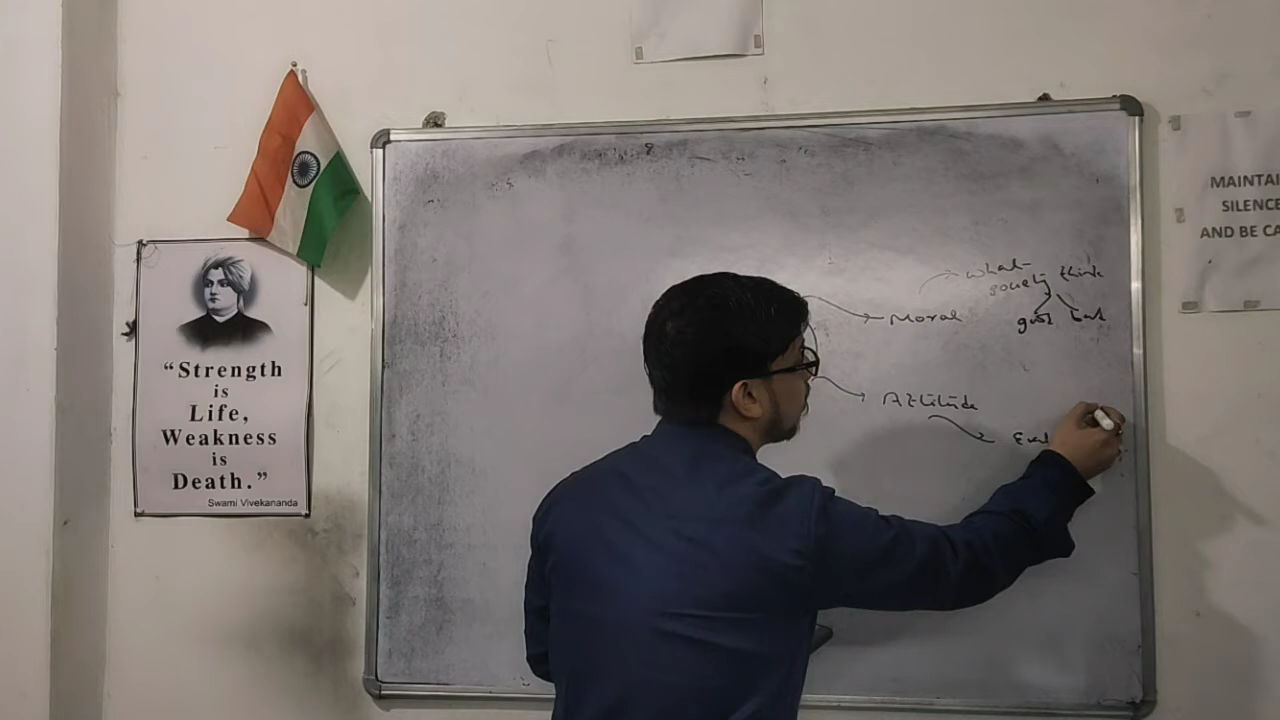 “Strength
is
Life,
Weakness
is
Death.”
Swami Vivekananda
what
society think
good bad
Moral
Attitude
MAINTAI
SILENCE
AND BE CA